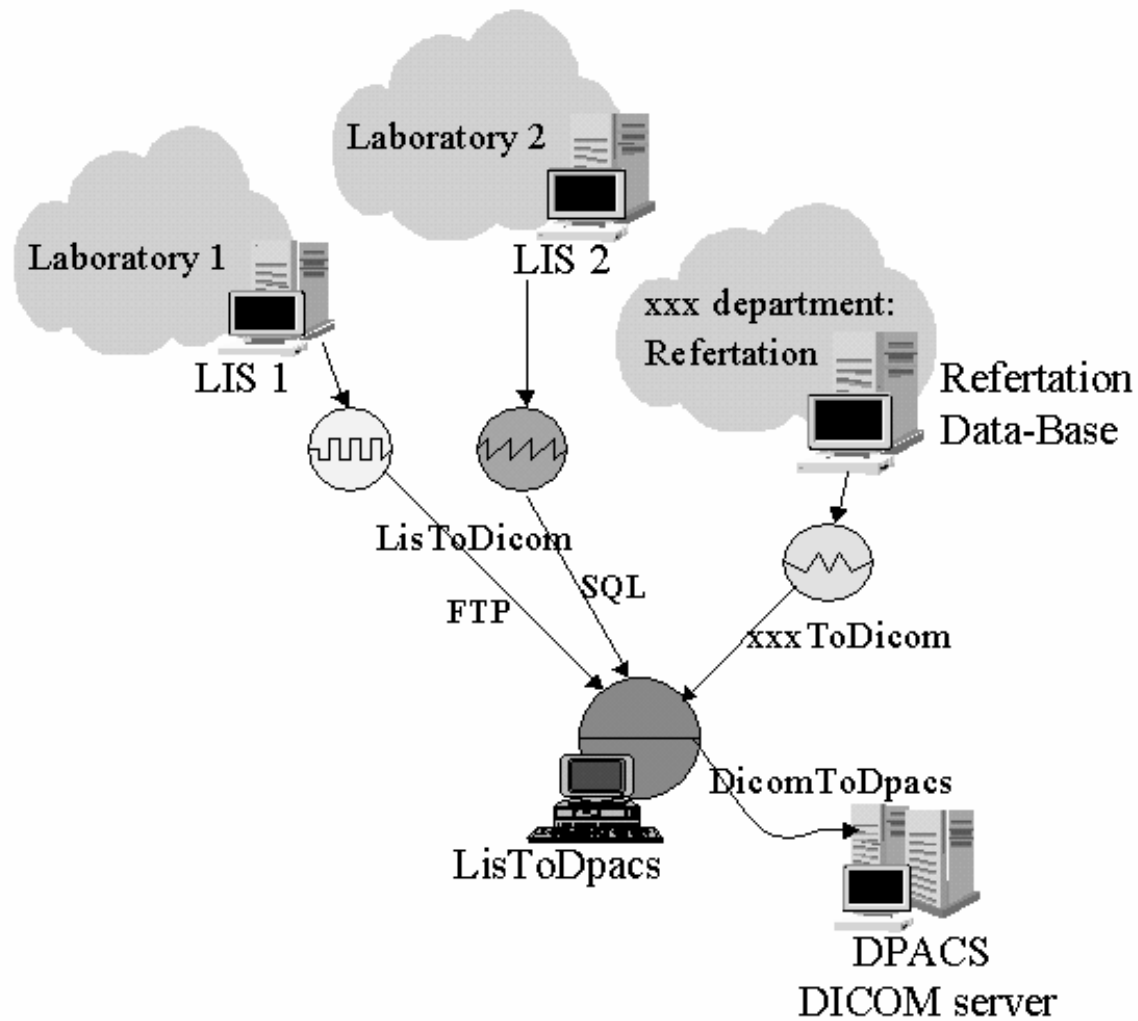 Laboratory 2
Laboratory 1
LIS 2
xxx department:
Refertation
LIS 1
Refertation
Data-Base
LisToDicom
SQL
FTP
xxxToDicom
DicomToDpacs
LisToDpacs
DPACS
DICOM server